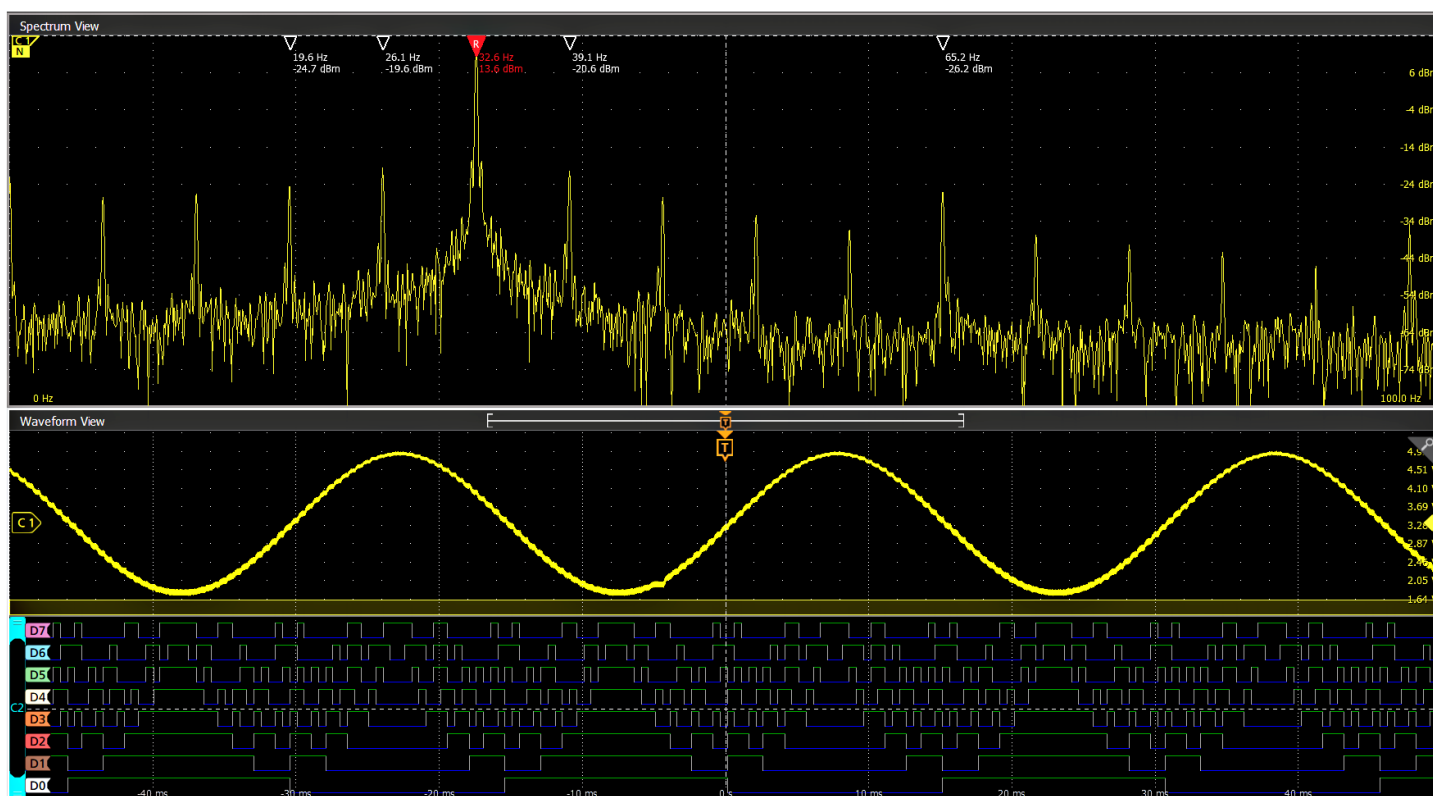 Spectrum View
C 1
N
R
19.6 Hz
-24.7 dBm
26.1 Hz
-19.6 dBm
32.6 Hz
13.6 dBm
39.1 Hz
-20.6 dBm
65.2 Hz
-26.2 dBm
6 dBm
-4 dBm
-14 dBm
-24 dBm
-34 dBm
-44 dBm
-54 dBm
-64 dBm
-74 dBm
0 Hz
100.0 Hz
Waveform View
T
T
C 1
4.51
4.10
3.69
3.28
2.87
2.46
2.05
1.64
D7
D6
D5
D4
C2
D3
D2
D1
D0
-40 ms
-30 ms
-20 ms
-10 ms
0 s
10 ms
20 ms
30 ms
40 ms